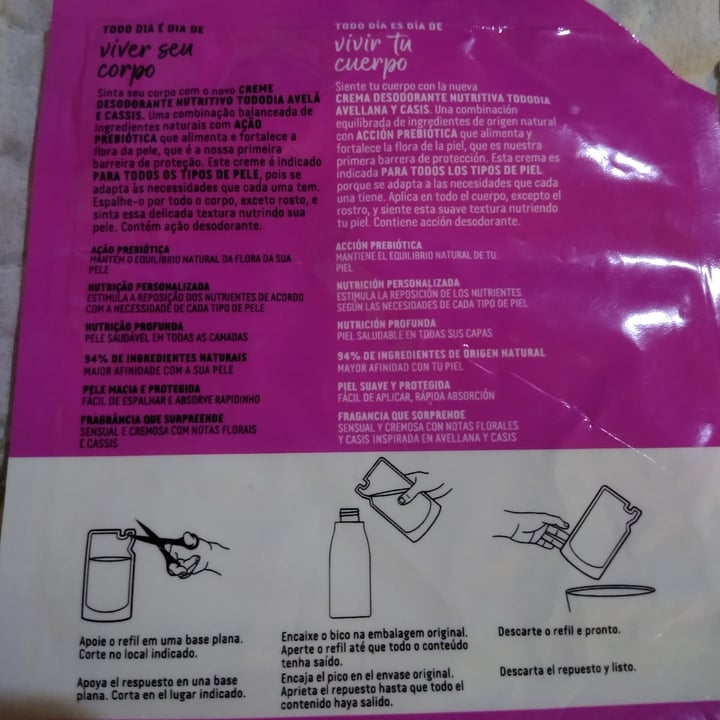 TODO DIA É DIA DE
viver seu
corpo
Sinta seu corpo com o novo CREME
DESODORANTE NUTRITIVO TODODIA AVELÃ
E CASSIS. Uma combinação balanceada de
ingredientes naturais com AÇÃO
PREBIÓTICA que alimenta e fortalece a
flora da pele, que é a nossa primeira
barreira de proteção. Este creme é indicado
PARA TODOS OS TIPOS DE PELE, pois se
adapta às necessidades que cada uma tem.
Espalhe-o por todo o corpo, exceto rosto, e
sinta essa delicada textura nutrindo sua
pele. Contém ação desodorante.
AÇÃO PREBIÓTICA
MANTÉM O EQUILÍBRIO NATURAL DA FLORA DA SUA
PELE
NUTRIÇÃO PERSONALIZADA
ESTIMULA A REPOSIÇÃO DOS NUTRIENTES DE ACORDO
COM A NECESSIDADE DE CADA TIPO DE PELE
NUTRIÇÃO PROFUNDA
PELE SAUDÁVEL EM TODAS AS CAMADAS
94% DE INGREDIENTES NATURAIS
MAIOR AFINIDADE COM A SUA PELE
PELE MACIA E PROTEGIDA
FÁCIL DE ESPALHAR E ABSORVE RAPIDINHO
FRAGRÂNCIA QUE SURPREENDE
SENSUAL E CREMOSA COM NOTAS FLORAIS
E CASSIS
TODO DÍA ES DÍA DE
vivir tu
cuerpo
Siente tu cuerpo con la nueva
CREMA DESODORANTE NUTRITIVA TODODIA
AVELLANA Y CASIS. Una combinación
equilibrada de ingredientes de origen natural
con ACCIÓN PREBIÓTICA que alimenta y
fortalece la flora de la piel, que es nuestra
primera barrera de protección. Esta crema es
indicada PARA TODOS LOS TIPOS DE PIEL
porque se adapta a las necesidades que cada
una tiene. Aplica en todo el cuerpo, excepto el
rostro, y siente esta suave textura nutriendo
tu piel. Contiene acción desodorante.
ACCIÓN PREBIÓTICA
MANTIENE EL EQUILIBRIO NATURAL DE TU
PIEL
NUTRICIÓN PERSONALIZADA
ESTIMULA LA REPOSICIÓN DE LOS NUTRIENTES
SEGÚN LAS NECESIDADES DE CADA TIPO DE PIEL
NUTRICIÓN PROFUNDA
PIEL SALUDABLE EN TODAS SUS CAPAS
94% DE INGREDIENTES DE ORIGEN NATURAL
MAYOR AFINIDAD CON TU PIEL
PIEL SUAVE Y PROTEGIDA
FÁCIL DE APLICAR, RÁPIDA ABSORCIÓN
FRAGANCIA QUE SORPRENDE
SENSUAL Y CREMOSA CON NOTAS FLORALES
Y CASIS INSPIRADA EN AVELLANA Y CASIS
Apoie o refil em uma base plana.
Corte no local indicado.
Apoya el respuesto en una base
plana. Corta en el lugar indicado.
Encaixe o bico na embalagem original.
Aperte o refil até que todo o conteúdo
tenha saído.
Encaja el pico en el envase original.
Aprieta el repuesto hasta que todo el
contenido haya salido.
Descarte o refil e pronto.
Descarta el repuesto y listo.